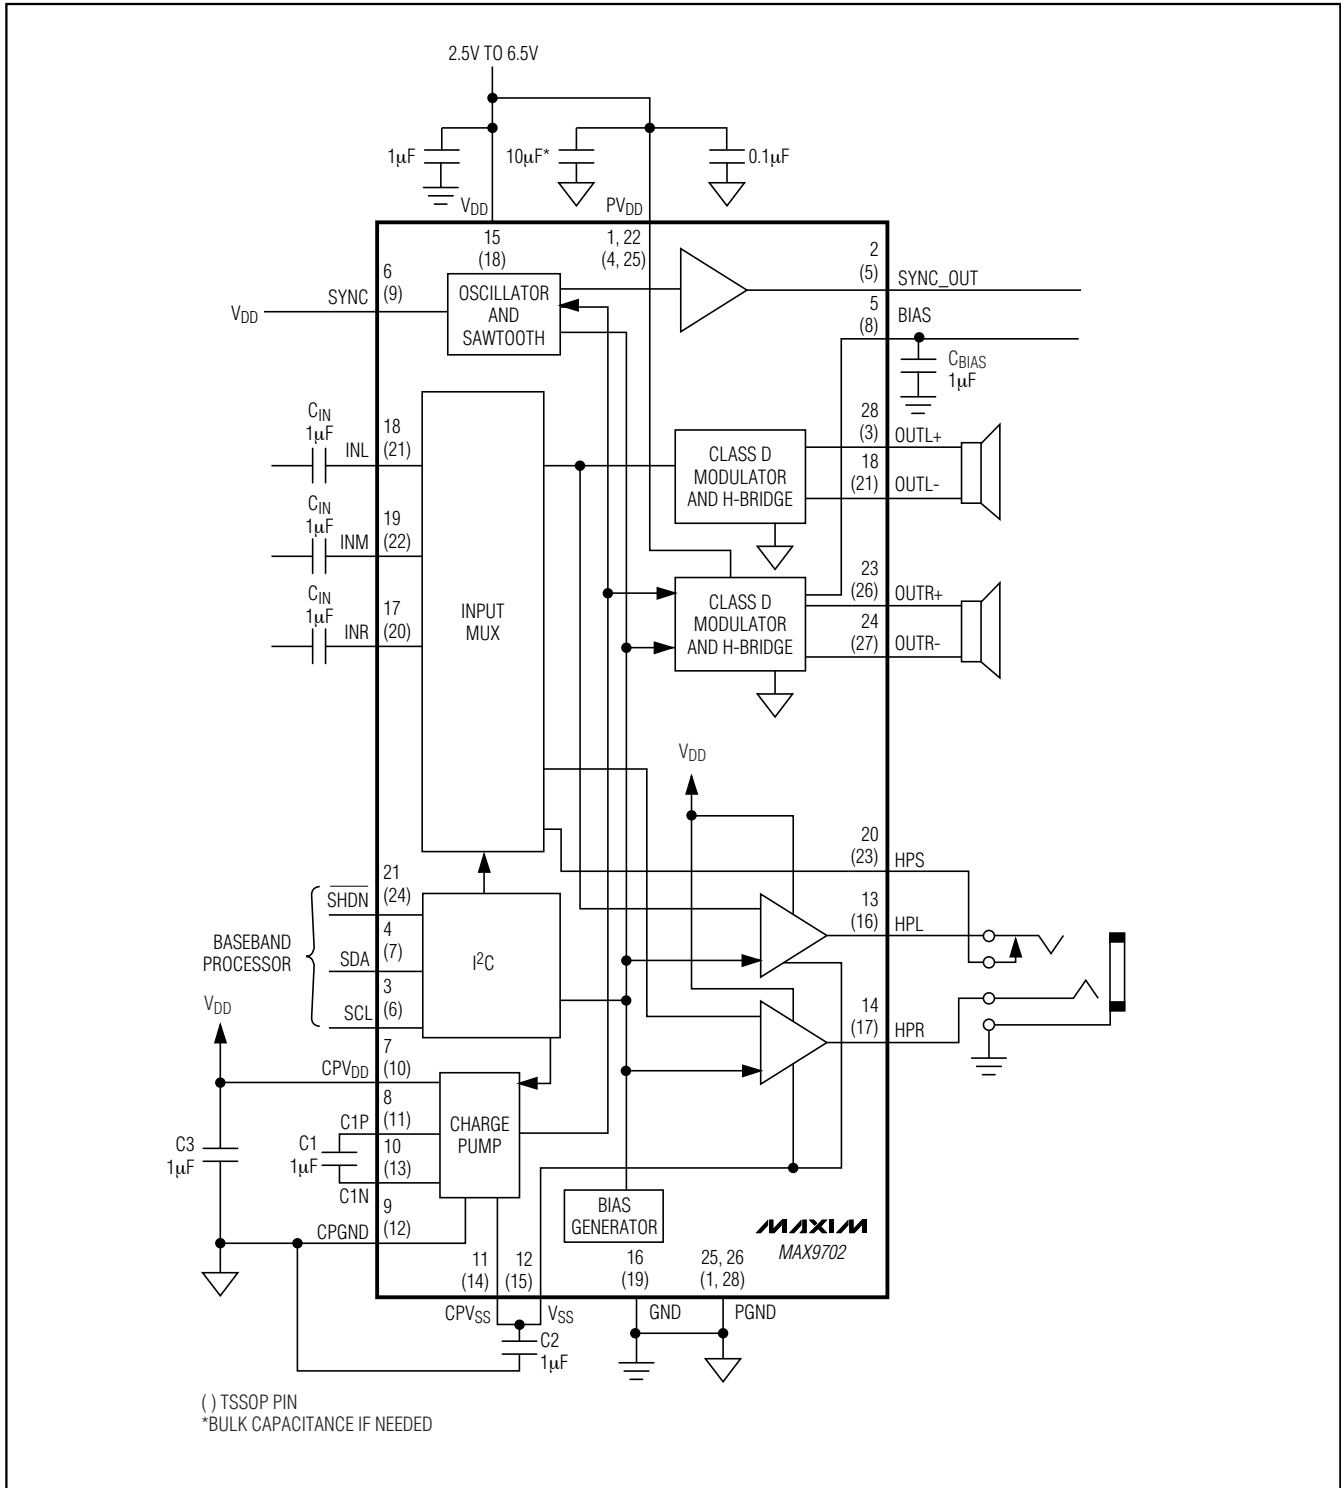 2.5V TO 6.5V
1µF
10µF*
0.1µF
VDD
PVDD
15
(18)
1, 22
(4, 25)
2
(5)
SYNC_OUT
6
(9)
SYNC
VDD
OSCILLATOR
AND
SAWTOOTH
5
(8)
BIAS
CBIAS
1µF
CIN
1µF
INL
18
(21)
CLASS D
MODULATOR
AND H-BRIDGE
28
(3)
OUTL+
18
(21)
OUTL-
CIN
1µF
INM
19
(22)
CIN
1µF
INR
17
(20)
INPUT
MUX
CLASS D
MODULATOR
AND H-BRIDGE
23
(26)
OUTR+
24
(27)
OUTR-
VDD
20
(23)
HPS
21
(24)
SHDN
BASEBAND
PROCESSOR
4
(7)
SDA
I2C
3
(6)
SCL
13
(16)
HPL
14
(17)
HPR
VDD
7
(10)
CPVDD
8
(11)
C1P
CHARGE
PUMP
C3
1µF
C1
1µF
10
(13)
C1N
9
(12)
CPGND
BIAS
GENERATOR
MAXIM
MAX9702
11
(14)
12
(15)
16
(19)
25, 26
(1, 28)
CPVSS
VSS
GND
PGND
C2
1µF
( ) TSSOP PIN
*BULK CAPACITANCE IF NEEDED